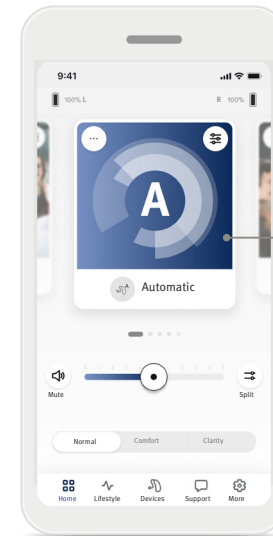 9:41
100% L R 100%
A
A
Automatic
Mute Split
Normal Comfort Clarity
Home Lifestyle Devices Support More